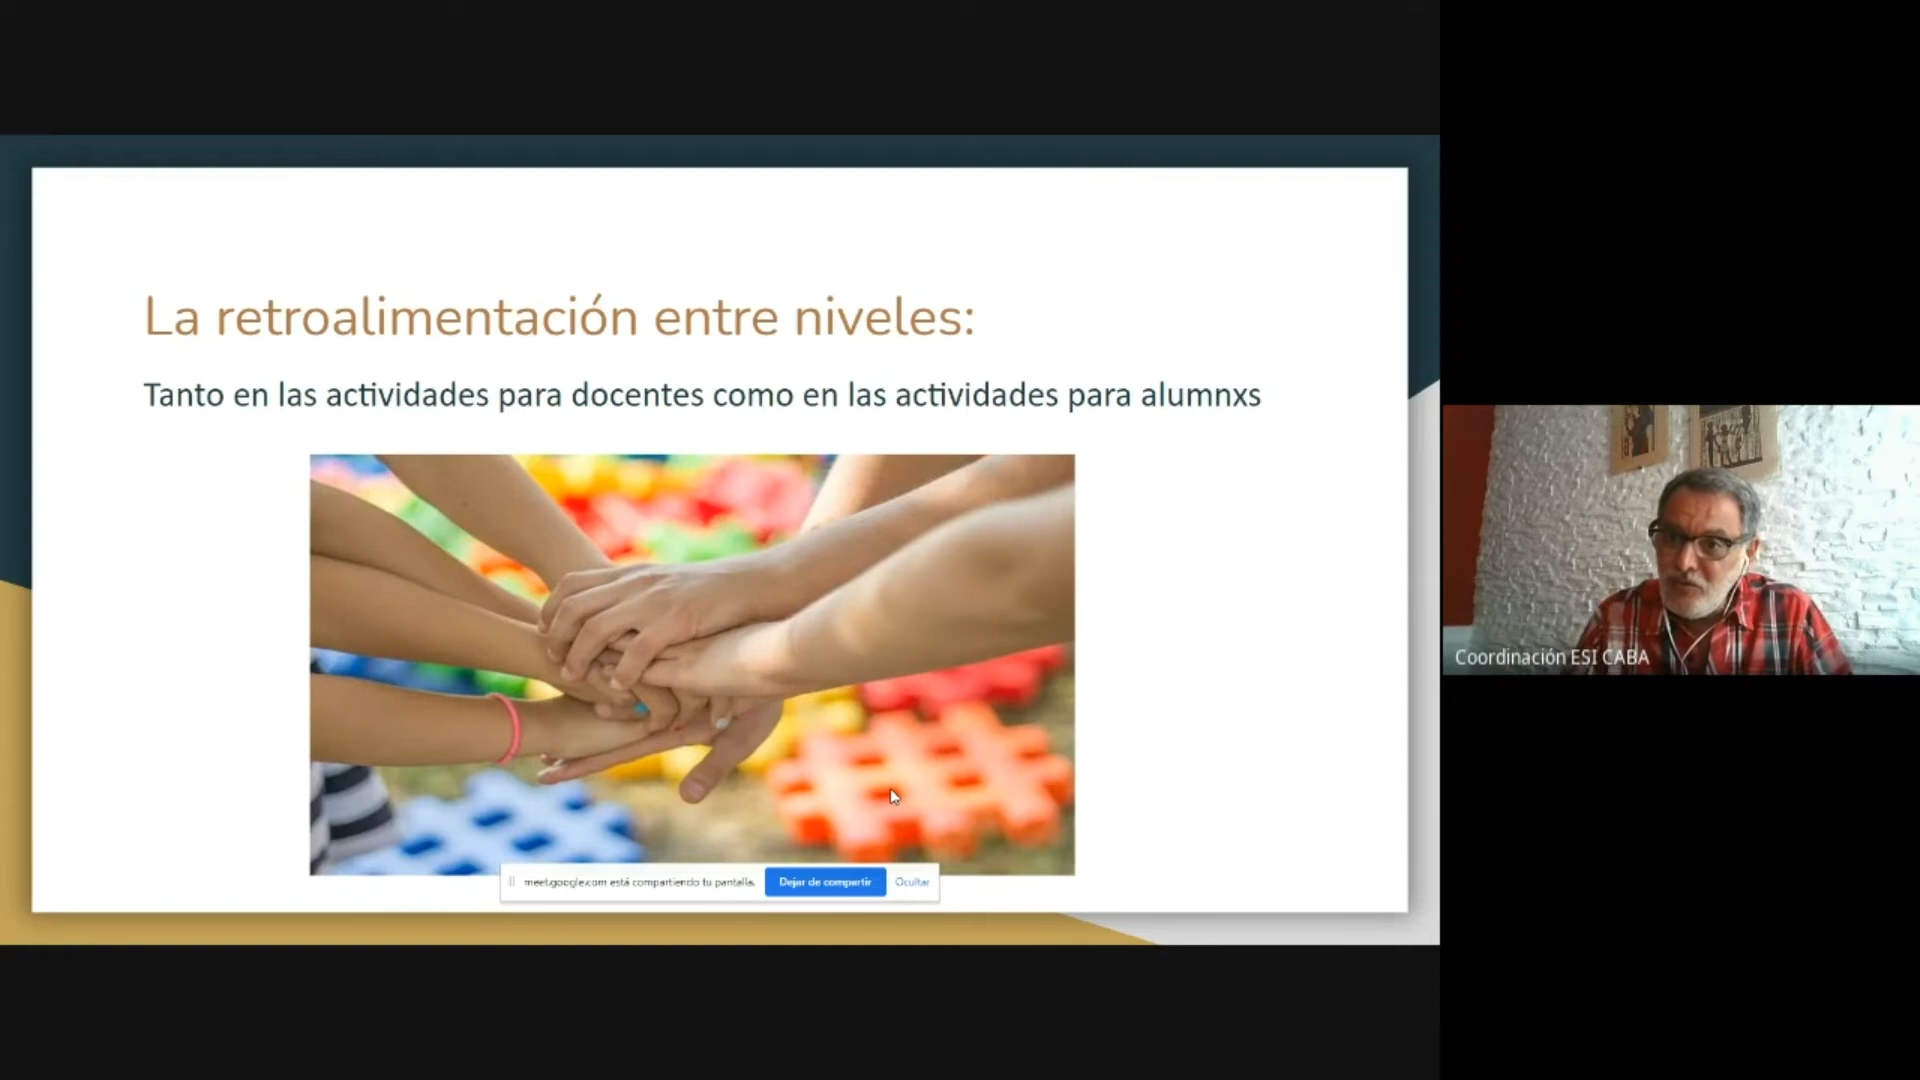 La retroalimentación entre niveles:
Tanto en las actividades para docentes como en las actividades para alumnxs
meet.google.com está compartiendo tu pantalla.
Dejar de compartir
Ocultar
Coordinación ESI CABA